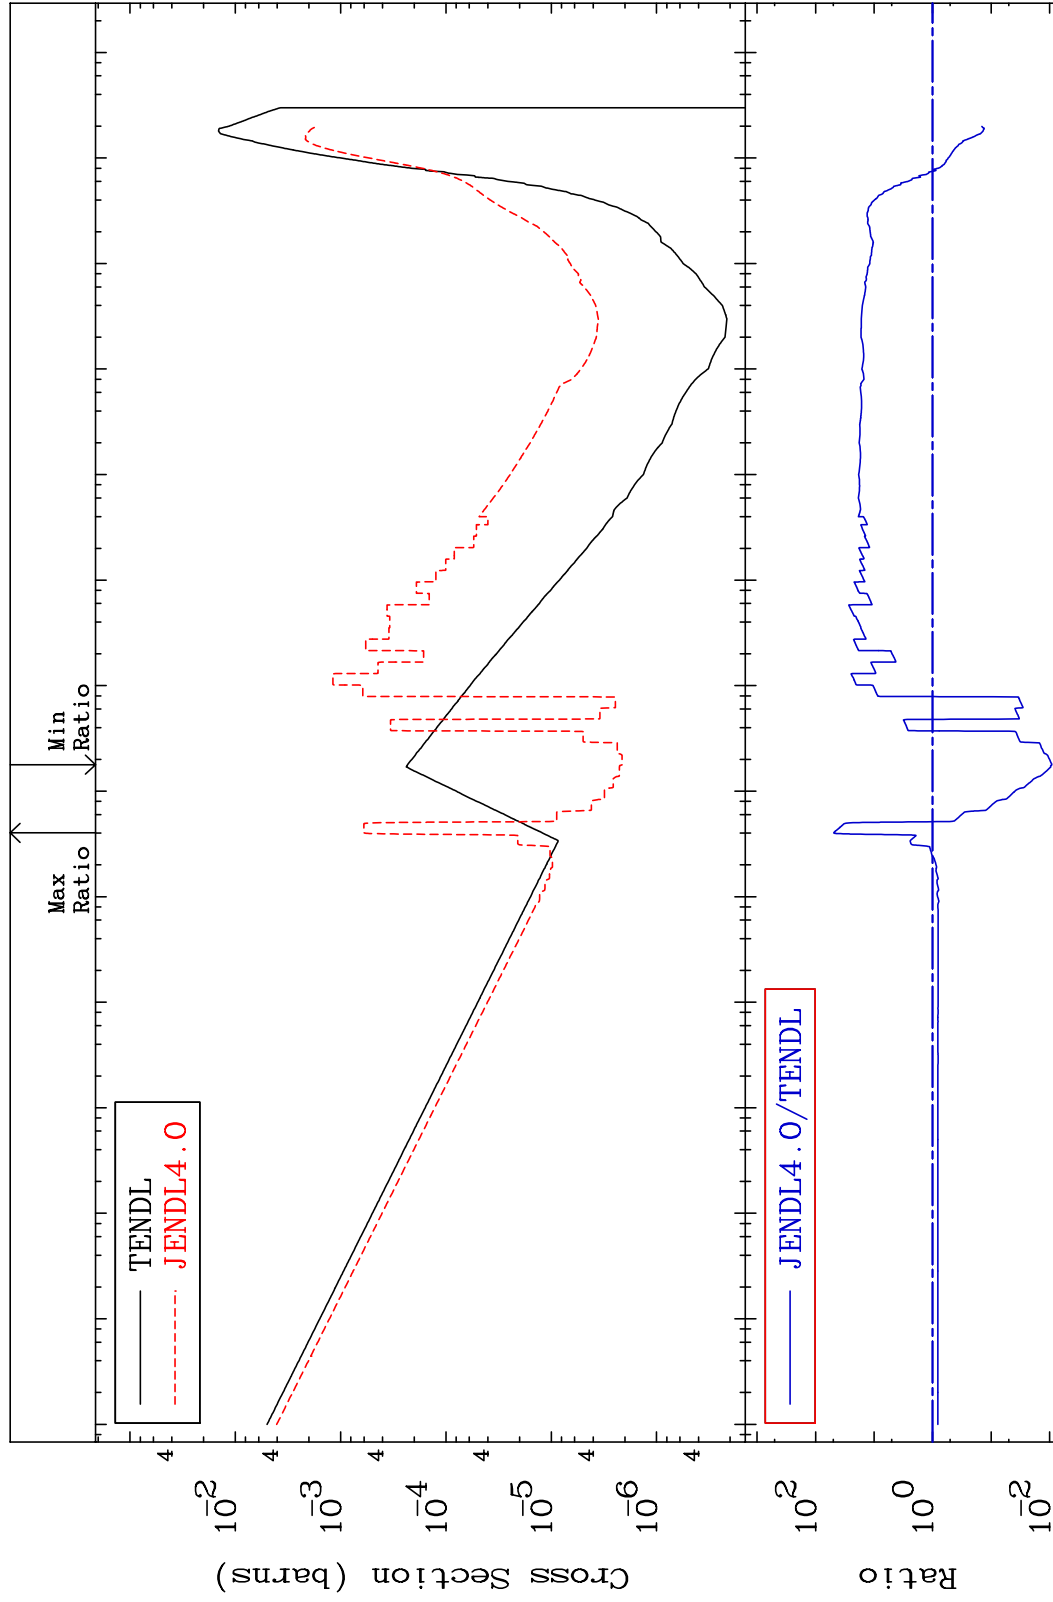 Max
Ratio
Min
Ratio
TENDL
JENDL4.0
4
10-2
4
10-3
4
10-4
4
10-5
4
10-6
4
Cross Section (barns)
JENDL4.0/TENDL
10 2
10 0
10-2
Ratio